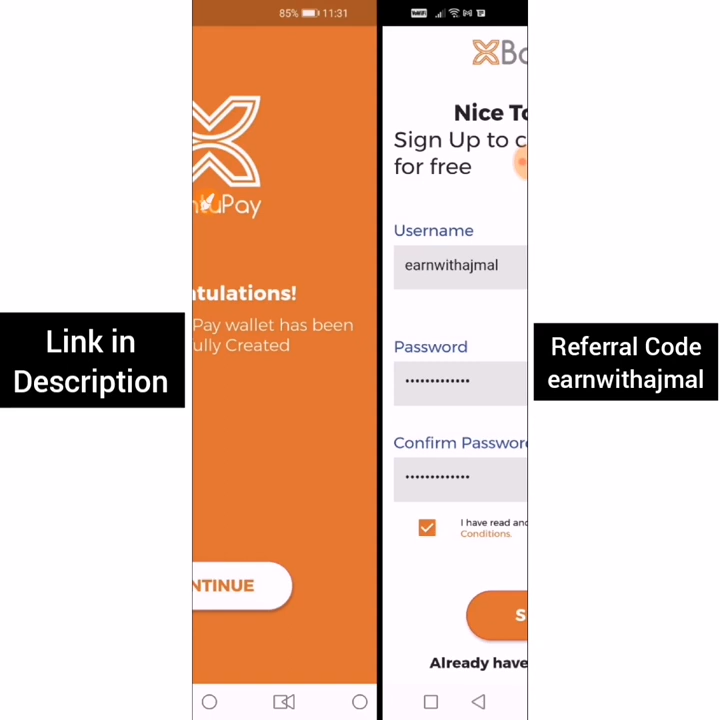 85% 11:31
ntuPay
tulations!
Pay wallet has been
ully Created
NTINUE
Link in
Description
Nice To
Sign Up to c
for free
Username
earnwithajmal
Password
•••••••••••••
Confirm Password
•••••••••••••
I have read and
Conditions.
S
Already have
Referral Code
earnwithajmal